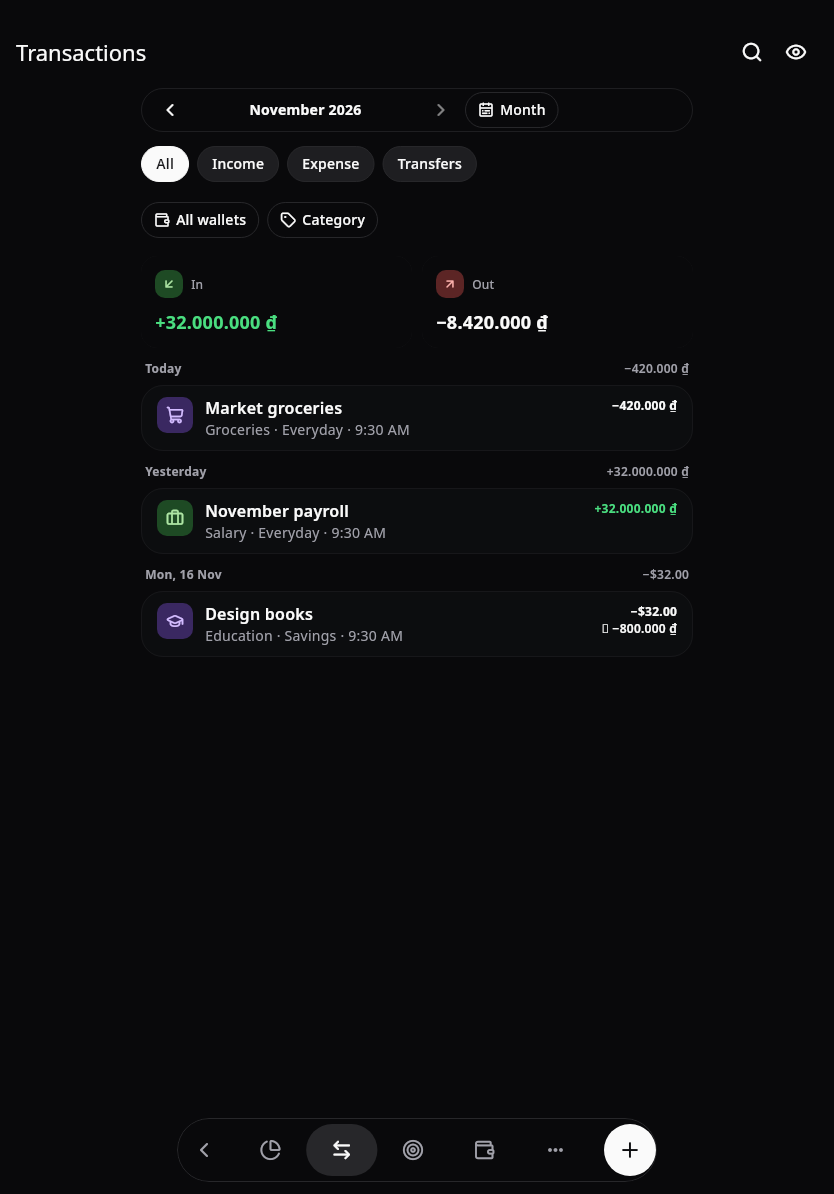 Transactions
November 2026
Month
All
Income
Expense
Transfers
All wallets
Category
In
Out
+32.000.000 ₫
−8.420.000 ₫
Today
−420.000 ₫
Market groceries
−420.000 ₫
Groceries · Everyday · 9:30 AM
Yesterday
+32.000.000 ₫
November payroll
+32.000.000 ₫
Salary · Everyday · 9:30 AM
Mon, 16 Nov
−$32.00
Design books
−$32.00
Education · Savings · 9:30 AM
−800.000 ₫